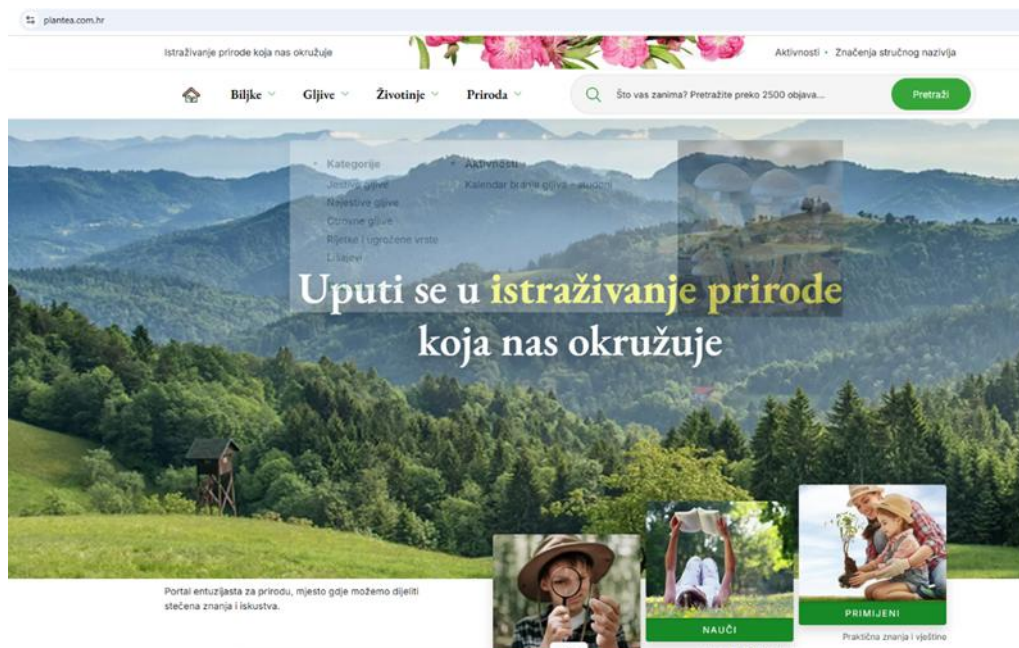 plantea.com.hr
Istraživanje prirode koja nas okružuje
Aktivnosti • Značenja stručnog nazivlja
Biljke Gljive Životinje Priroda
Što vas zanima? Pretražite preko 2500 objava... Pretraži
Kategorije
Aktivnosti
Jestive gljive
Kalendar branja gljiva - studeni
Nejestive gljive
Otrovne gljive
Rijetke i ugrožene vrste
Lišajevi
Uputi se u istraživanje prirode
koja nas okružuje
Portal entuzijasta za prirodu, mjesto gdje možemo dijeliti
stečena znanja i iskustva.
NAUČI
PRIMIJENI
Praktična znanja i vještine